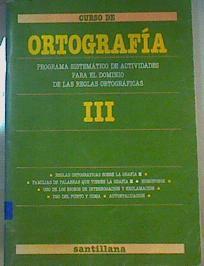 CURSO DE
ORTOGRAFÍA
PROGRAMA SISTEMÁTICO DE ACTIVIDADES
PARA EL DOMINIO
DE LAS REGLAS ORTOGRÁFICAS
III
• REGLAS ORTOGRÁFICAS SOBRE LA GRAFÍA H
• FAMILIAS DE PALABRAS QUE TIENEN LA GRAFÍA H • HOMÓFONOS
• USO DE LOS SIGNOS DE INTERROGACIÓN Y EXCLAMACIÓN
• USO DEL PUNTO Y COMA • AUTOEVALUACIÓN
santillana